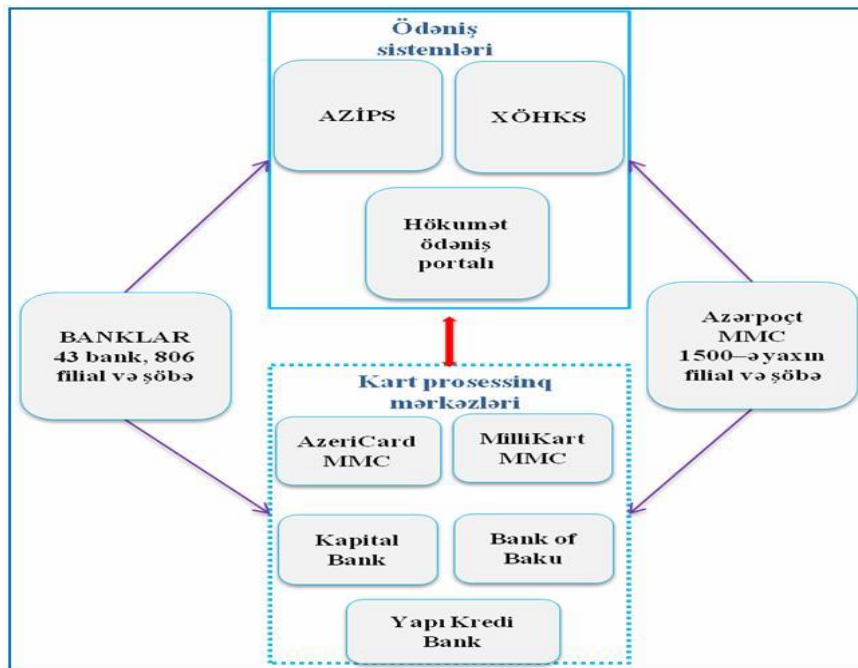 Ödəniş
sistemləri
AZİPS
XÖHKS
Hökumət
ödəniş
portalı
BANKLAR
43 bank, 806
filial və şöbə
Azərpoçt
MMC
1500–ə yaxın
filial və şöbə
Kart prosessinq
mərkəzləri
AzeriCard
MMC
MilliKart
MMC
Kapital
Bank
Bank of
Baku
Yapı Kredi
Bank